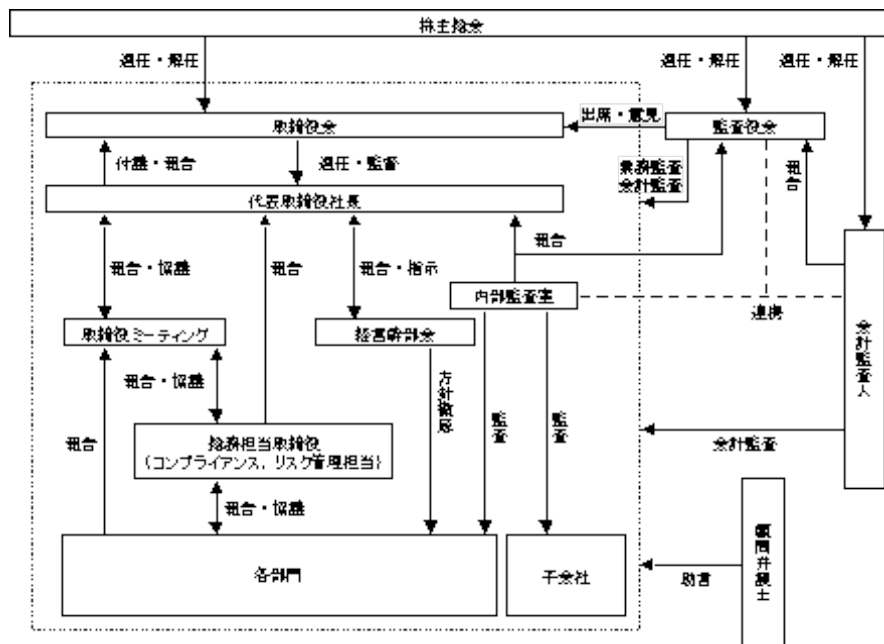 株主総会
選任・解任
選任・解任
選任・解任
取締役会
出席・意見
監査役会
付議・報告
選任・監督
業務監査
会計監査
報告
代表取締役社長
報告・協議
報告
報告・指示
報告
内部監査室
連携
会計監査人
取締役ミーティング
経営幹部会
報告・協議
方針徹底
監査
監査
報告
総務担当取締役
(コンプライアンス、リスク管理担当)
会計監査
報告・協議
各部門
子会社
助言
顧問弁護士